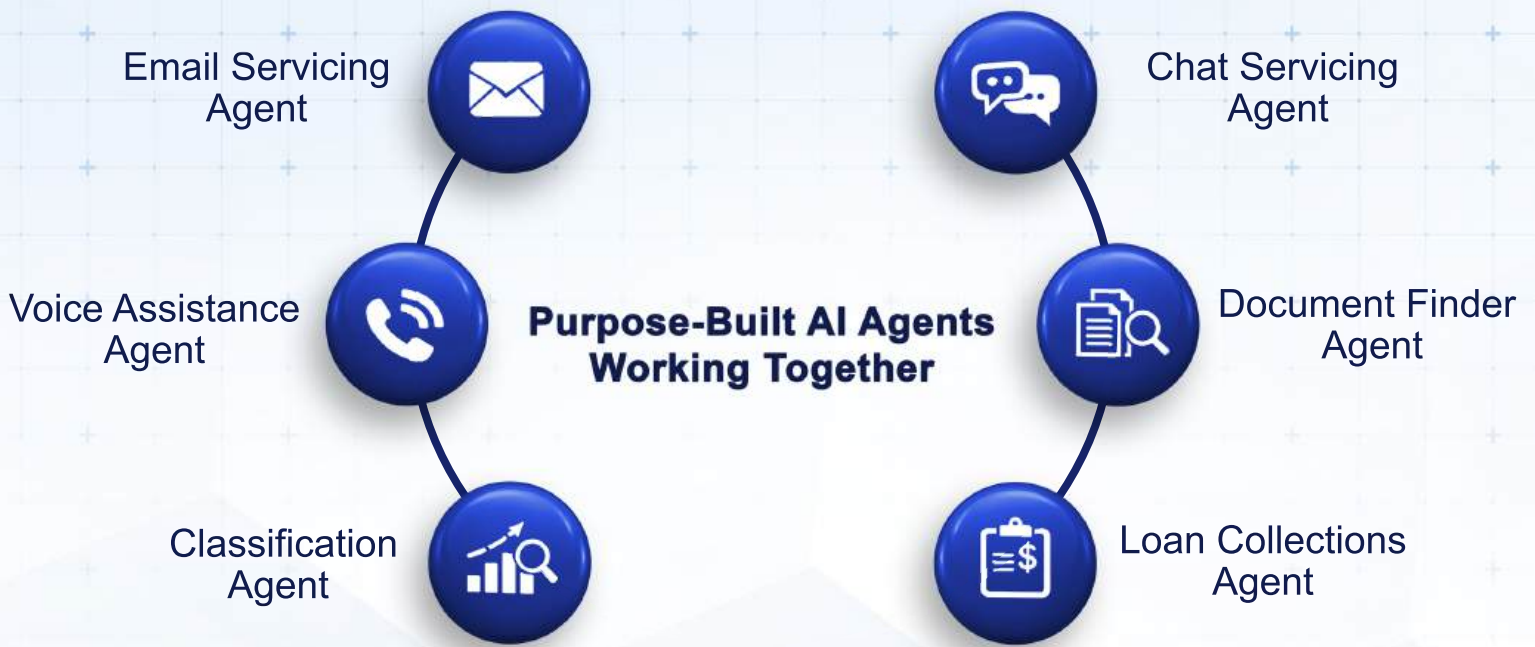 Email Servicing
Agent
Chat Servicing
Agent
Voice Assistance
Agent
Purpose-Built AI Agents
Working Together
Document Finder
Agent
Classification
Agent
Loan Collections
Agent
$